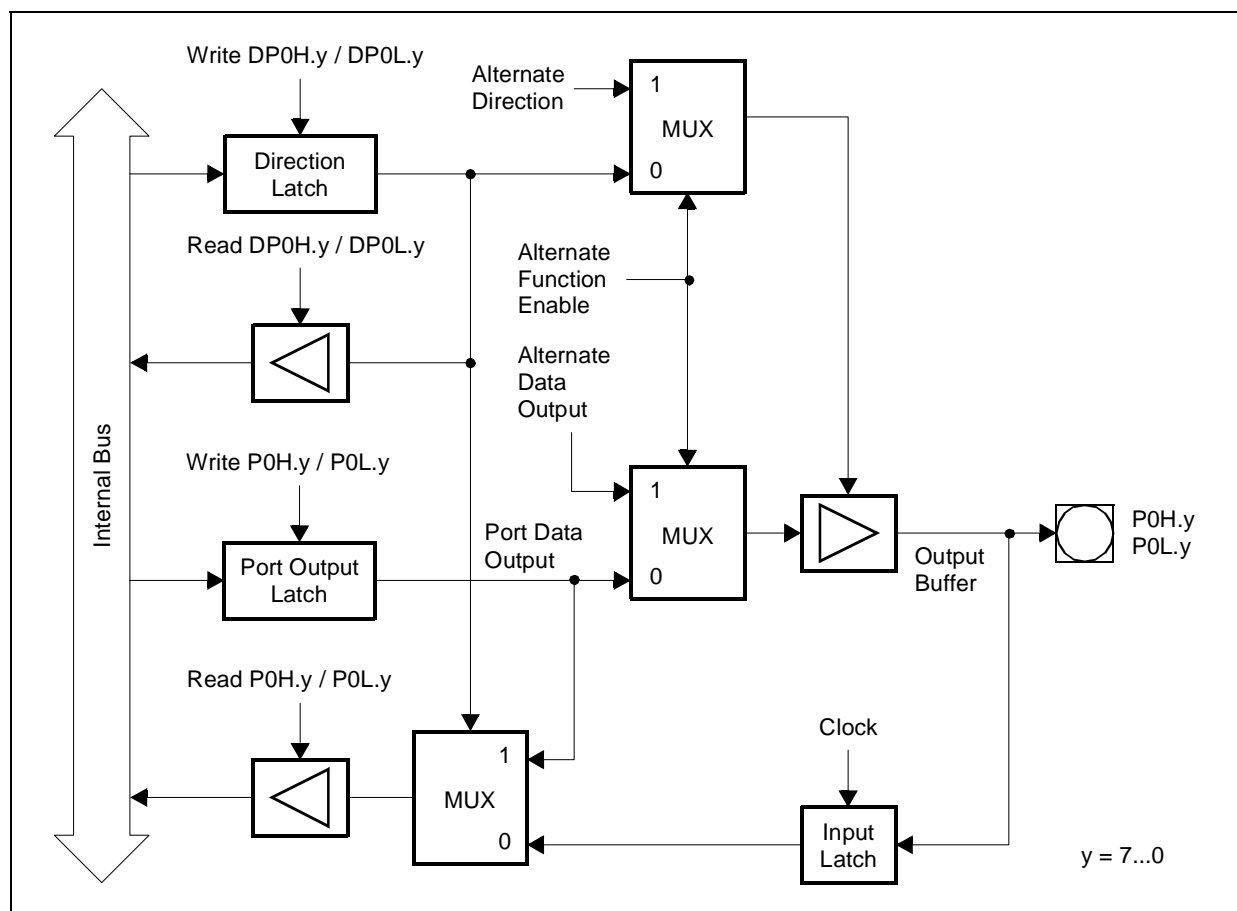 Write DP0H.y / DP0L.y
Alternate
Direction
1
MUX
0
Direction
Latch
Read DP0H.y / DP0L.y
Alternate
Function
Enable
Alternate
Data
Output
Internal Bus
Write P0H.y / P0L.y
Port Data
Output
1
MUX
0
Port Output
Latch
Output
Buffer
P0H.y
P0L.y
Read P0H.y / P0L.y
1
MUX
0
Clock
Input
Latch
y = 7...0